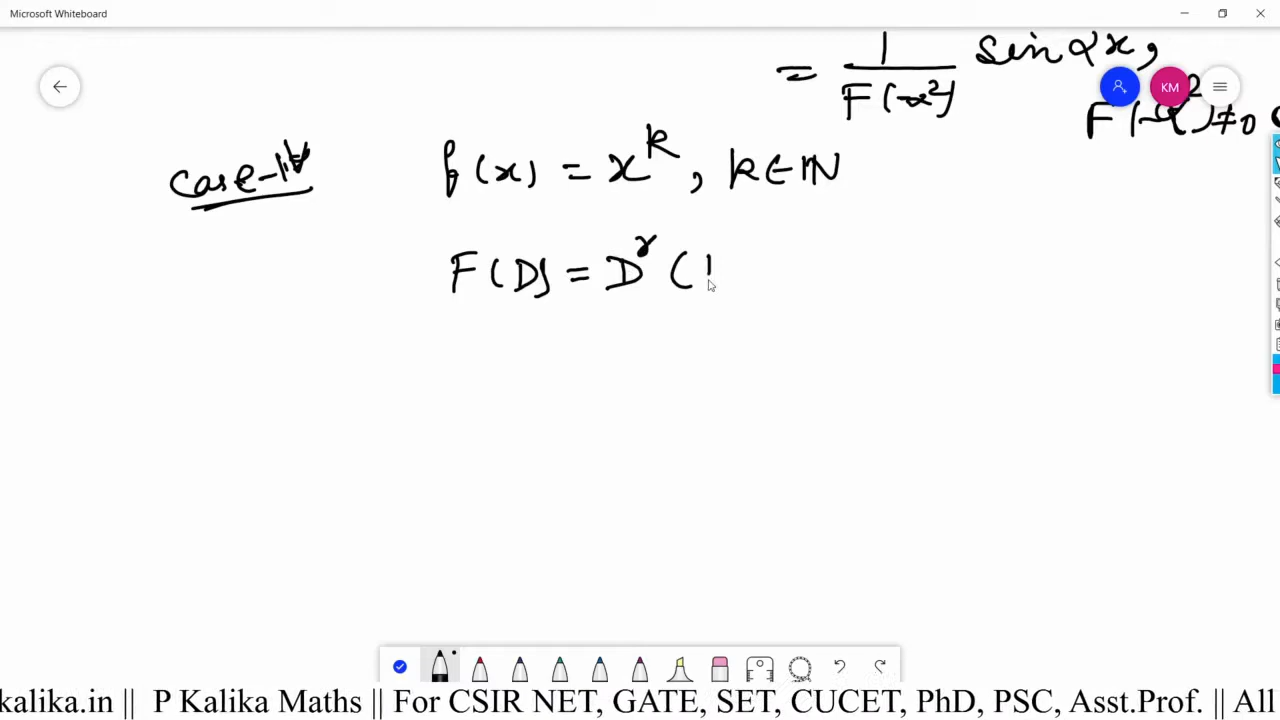 Microsoft Whiteboard
= 1/F(-α²) sin αx,
F(-α²) ≠ 0
KM
Case-IV f(x) = x^k, k ∈ IN
F(D) = D^r ( 1
kalika.in || P Kalika Maths || For CSIR NET, GATE, SET, CUCET, PhD, PSC, Asst.Prof. || All